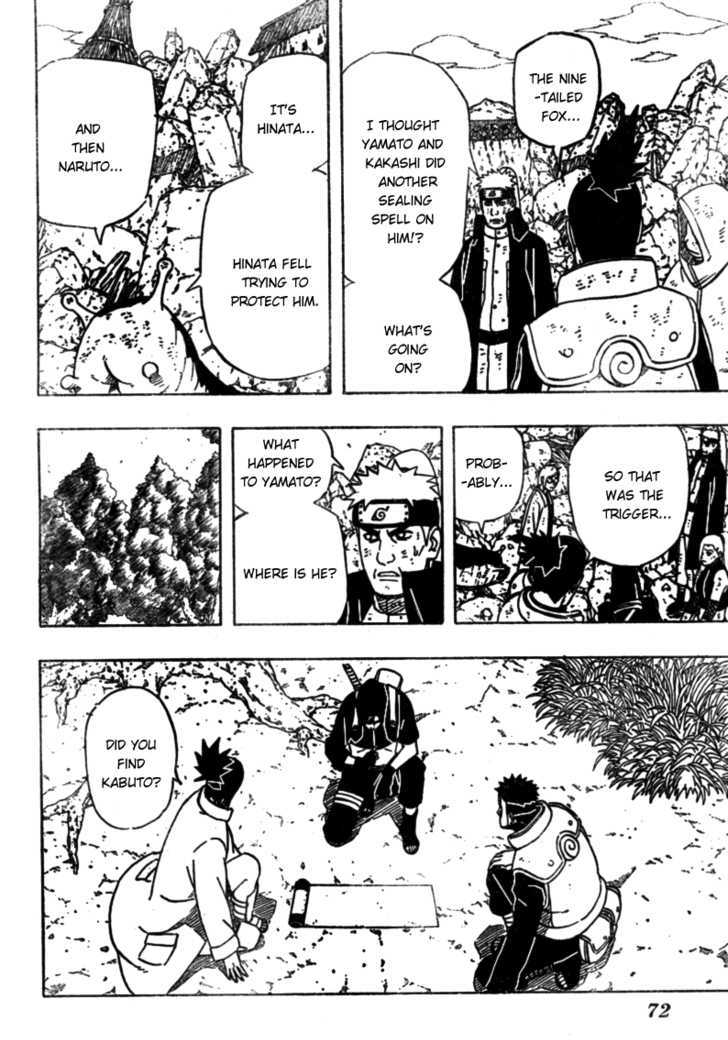 THE NINE
-TAILED
FOX...
I THOUGHT
YAMATO AND
KAKASHI DID
ANOTHER
SEALING
SPELL ON
HIM!?
WHAT'S
GOING
ON?
IT'S
HINATA...
HINATA FELL
TRYING TO
PROTECT HIM.
AND
THEN
NARUTO...
SO THAT
WAS THE
TRIGGER...
PROB-
-ABLY...
WHAT
HAPPENED
TO YAMATO?
WHERE IS HE?
DID YOU
FIND
KABUTO?
72